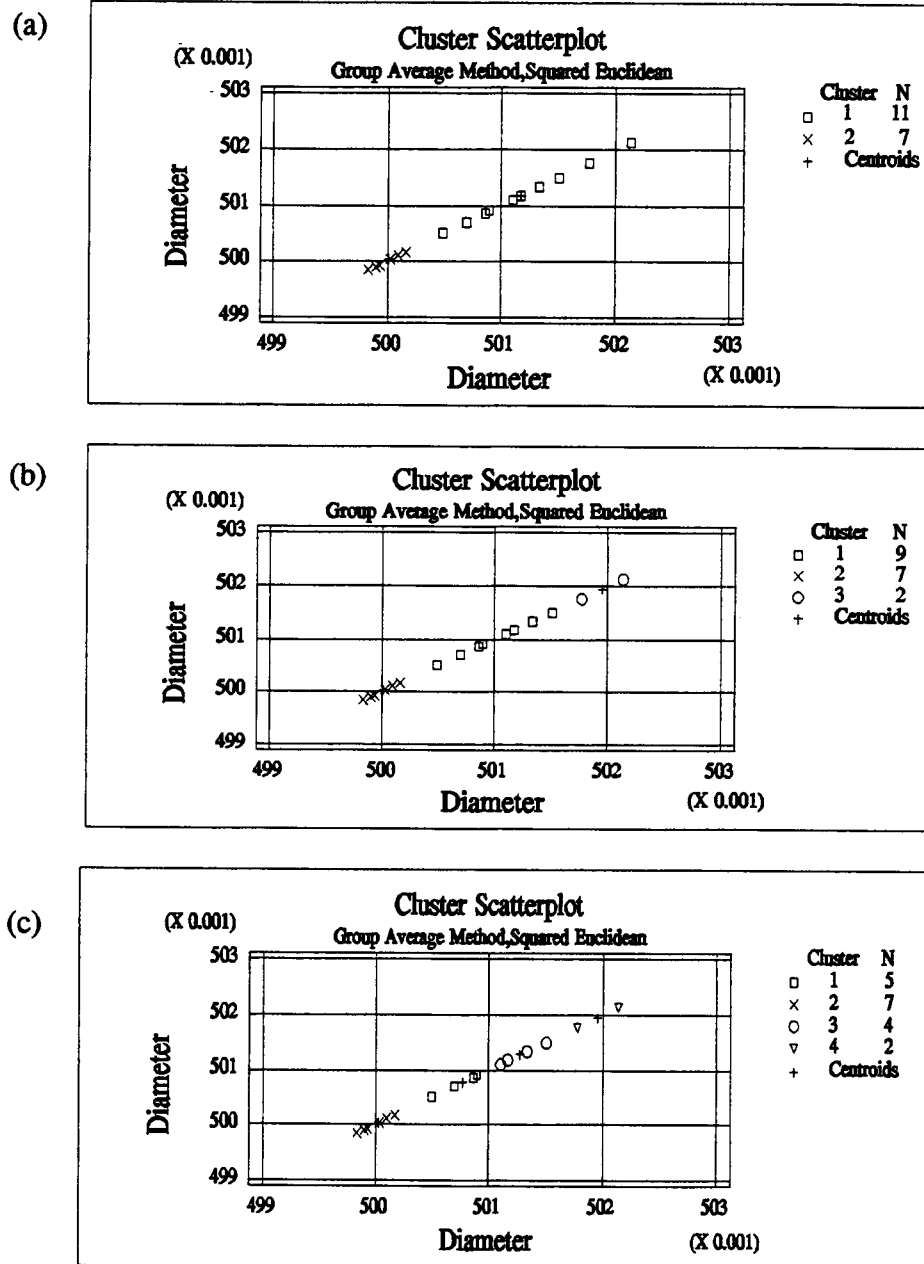 (a)
Cluster Scatterplot
(X 0.001)
Group Average Method,Squared Euclidean
503
502
501
500
499
Diameter
499 500 501 502 503
Diameter
(X 0.001)
Cluster N
1 11
2 7
Centroids
(b)
Cluster Scatterplot
(X 0.001)
Group Average Method,Squared Euclidean
503
502
501
500
499
Diameter
499 500 501 502 503
Diameter
(X 0.001)
Cluster N
1 9
2 7
3 2
Centroids
(c)
Cluster Scatterplot
(X 0.001)
Group Average Method,Squared Euclidean
503
502
501
500
499
Diameter
499 500 501 502 503
Diameter
(X 0.001)
Cluster N
1 5
2 7
3 4
4 2
Centroids